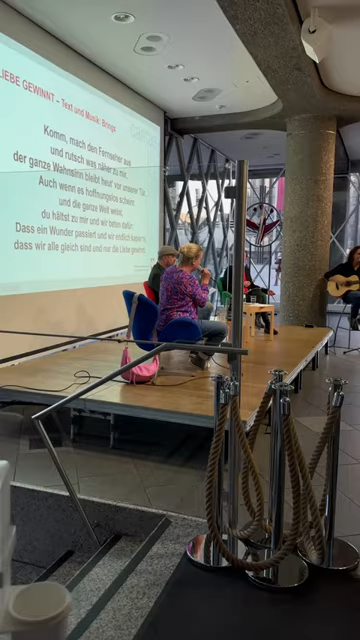 LIEBE GEWINNT – Text und Musik: Brings
Komm, mach den Fernseher aus
und rutsch was näher zu mir,
der ganze Wahnsinn bleibt heut' vor unserer Tür.
Auch wenn es hoffnungslos scheint
und die ganze Welt weint,
du hältst zu mir und wir beten dafür:
Dass ein Wunder passiert und wir endlich kapier'n,
dass wir alle gleich sind und nur die Liebe gewinnt.